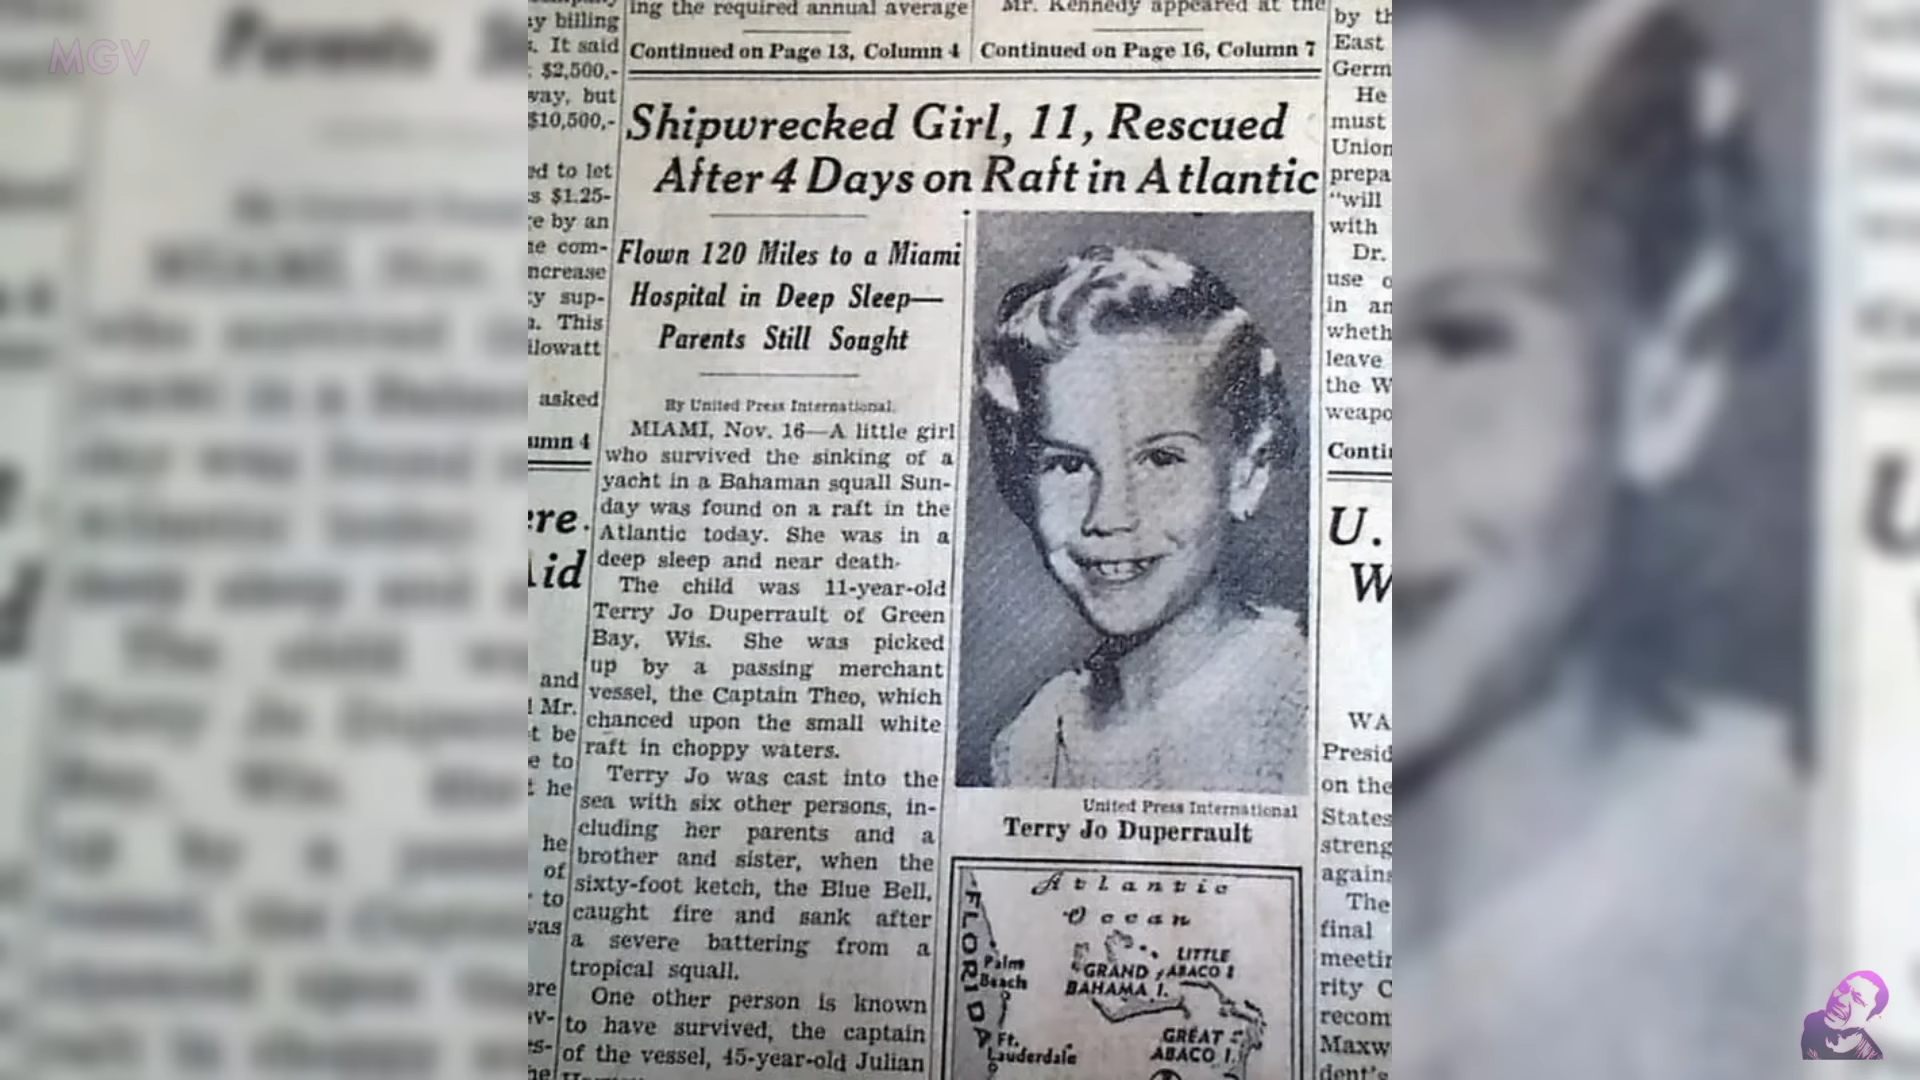 MGV
ing the required annual average
Continued on Page 13, Column 4
Mr. Kennedy appeared at the
Continued on Page 16, Column 7
y billing
. It said
$2,500,-
way, but
$10,500,-
ed to let
s $1.25-
e by an
e com-
ncrease
y sup-
. This
ilowatt
asked
umn 4
ere.
Aid
and
Mr.
t be
e to
t he
he
of
to
was
Shipwrecked Girl, 11, Rescued
After 4 Days on Raft in Atlantic
Flown 120 Miles to a Miami
Hospital in Deep Sleep—
Parents Still Sought
By United Press International.
MIAMI, Nov. 16—A little girl
who survived the sinking of a
yacht in a Bahaman squall Sun-
day was found on a raft in the
Atlantic today. She was in a
deep sleep and near death.
The child was 11-year-old
Terry Jo Duperrault of Green
Bay, Wis. She was picked
up by a passing merchant
vessel, the Captain Theo, which
chanced upon the small white
raft in choppy waters.
Terry Jo was cast into the
sea with six other persons, in-
cluding her parents and a
brother and sister, when the
sixty-foot ketch, the Blue Bell,
caught fire and sank after
a severe battering from a
tropical squall.
One other person is known
to have survived, the captain
of the vessel, 45-year-old Julian
United Press International
Terry Jo Duperrault
Atlantic
Ocean
FLORIDA
Palm
Beach
Ft.
Lauderdale
LITTLE
ABACO I
GRAND
BAHAMA I.
GREAT
ABACO I.
by th
East
Germ
He
must
Union
prepa
"will
with
Dr.
use o
in an
wheth
leave
the W
weapo
Conti
U.
W
WA
Presid
on the
States
streng
agains
The
final
meetin
rity C
recom
Maxw
dent's